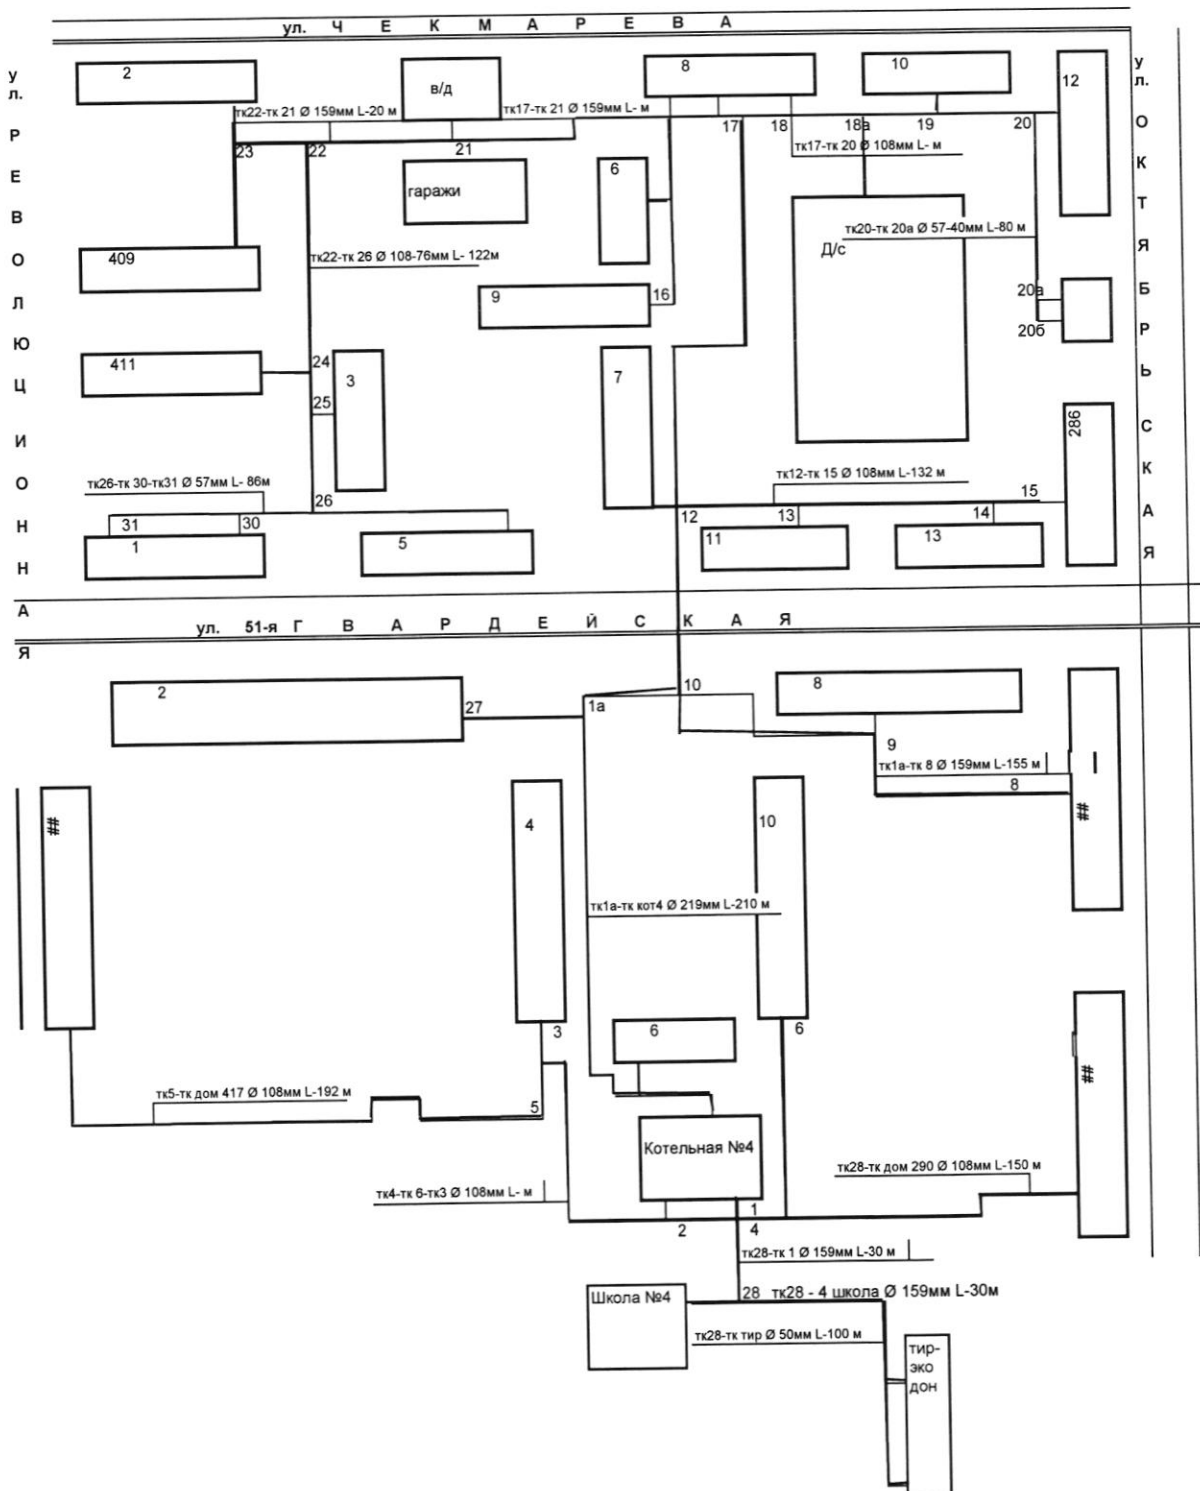 ул. Ч Е К М А Р Е В А
ул. Р Е В О Л Ю Ц И О Н Н А Я
ул. О К Т Я Б Р Ь С К А Я
2
в/д
8
10
12
тк22-тк 21 Ø 159мм L-20 м
тк17-тк 21 Ø 159мм L- м
23
22
21
17
18
18а
19
20
тк17-тк 20 Ø 108мм L- м
гаражи
6
Д/с
тк20-тк 20а Ø 57-40мм L-80 м
409
тк22-тк 26 Ø 108-76мм L- 122м
9
16
20а
20б
411
24
3
25
7
286
тк26-тк 30-тк31 Ø 57мм L- 86м
тк12-тк 15 Ø 108мм L-132 м
26
15
31
30
12
13
14
1
5
11
13
ул. 51-я Г В А Р Д Е Й С К А Я
2
27
1а
10
8
9
тк1а-тк 8 Ø 159мм L-155 м
8
##
##
4
10
тк1а-тк кот4 Ø 219мм L-210 м
3
6
6
##
тк5-тк дом 417 Ø 108мм L-192 м
5
Котельная №4
тк28-тк дом 290 Ø 108мм L-150 м
тк4-тк 6-тк3 Ø 108мм L- м
1
2
4
тк28-тк 1 Ø 159мм L-30 м
Школа №4
28 тк28 - 4 школа Ø 159мм L-30м
тк28-тк тир Ø 50мм L-100 м
тир-
эко
дон